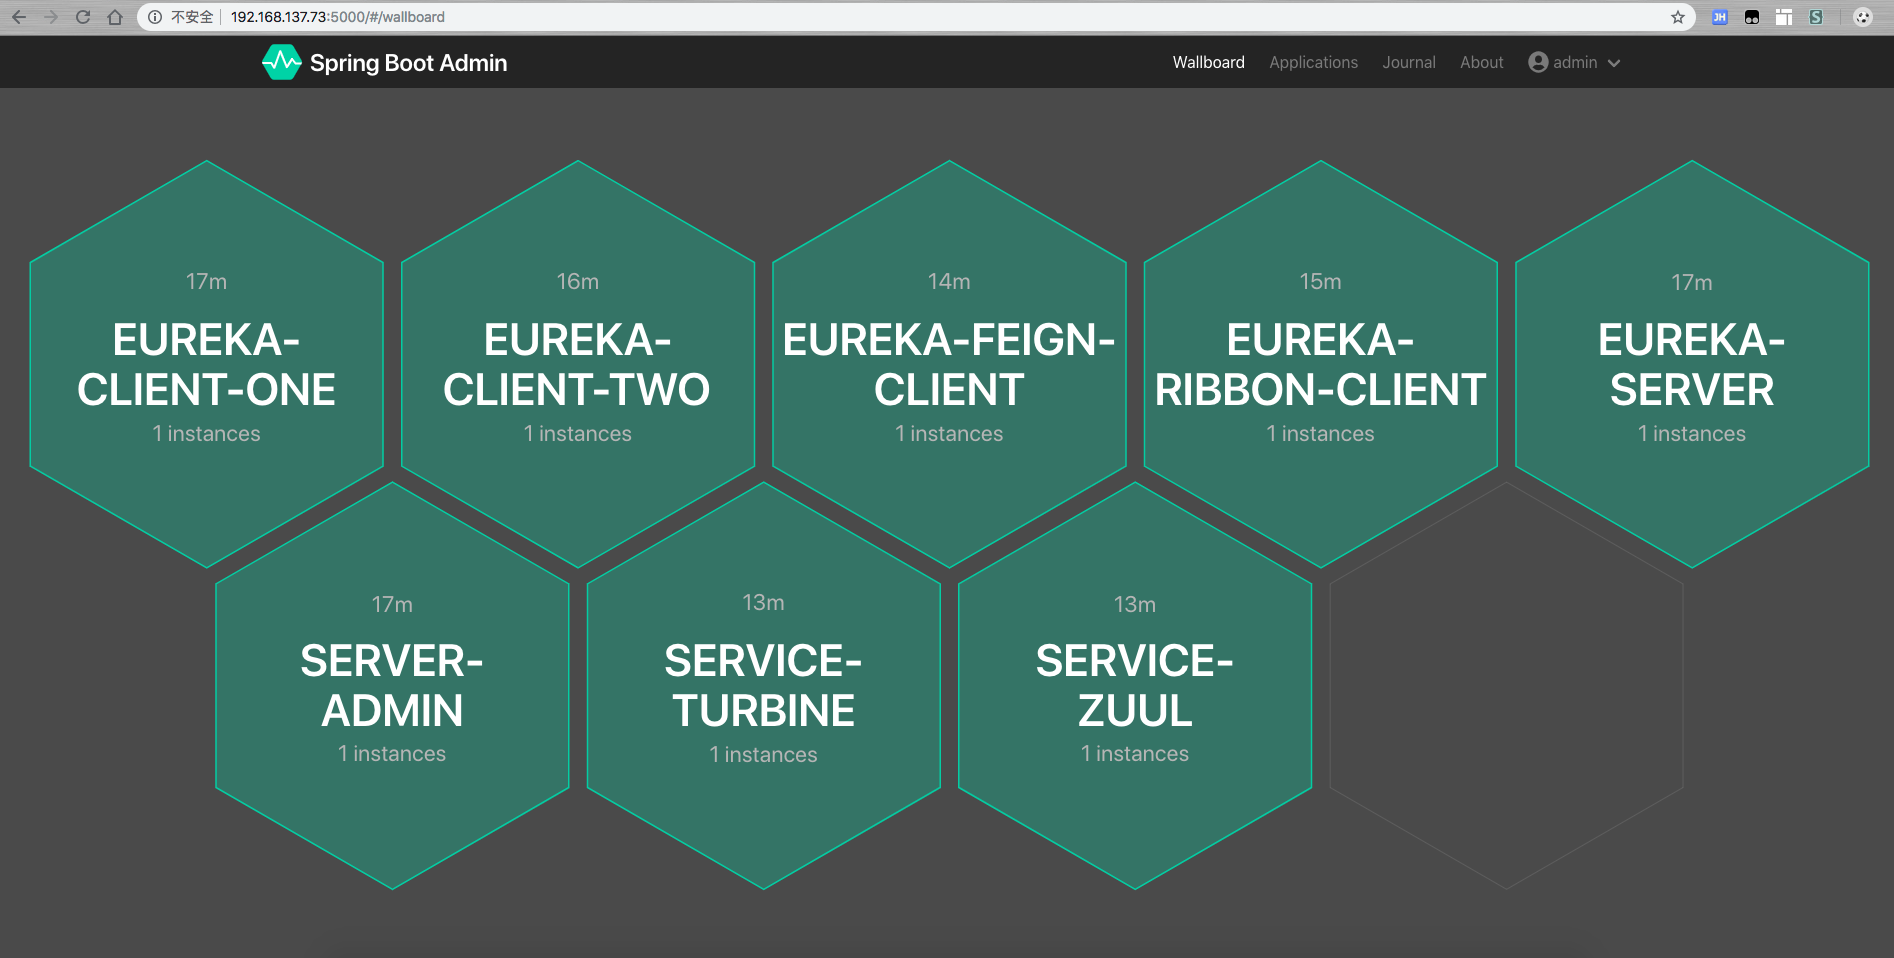 不安全 192.168.137.73:5000/#/wallboard
JH
S
Spring Boot Admin
Wallboard Applications Journal About admin
17m
EUREKA-
CLIENT-ONE
1 instances
16m
EUREKA-
CLIENT-TWO
1 instances
14m
EUREKA-FEIGN-
CLIENT
1 instances
15m
EUREKA-
RIBBON-CLIENT
1 instances
17m
EUREKA-
SERVER
1 instances
17m
SERVER-
ADMIN
1 instances
13m
SERVICE-
TURBINE
1 instances
13m
SERVICE-
ZUUL
1 instances